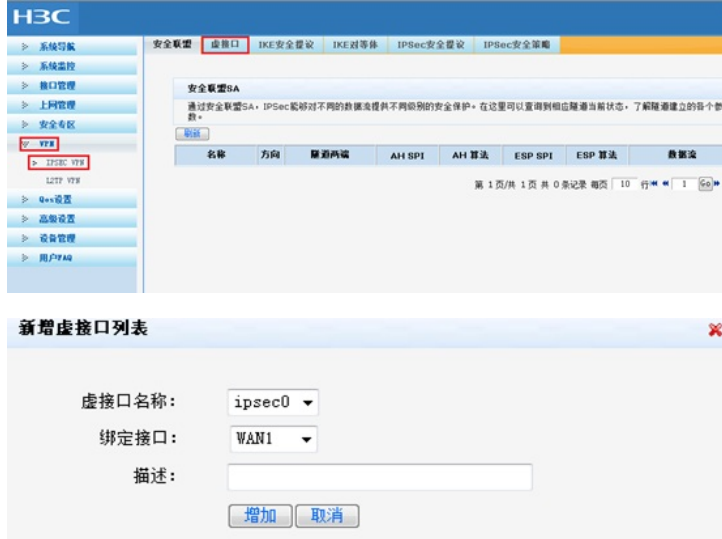 H3C
系统导航
系统监控
接口管理
上网管理
安全专区
VPN
IPSEC VPN
L2TP VPN
Qos设置
高级设置
设备管理
用户FAQ
安全联盟 虚接口 IKE安全提议 IKE对等体 IPSec安全提议 IPSec安全策略
安全联盟SA
通过安全联盟SA，IPSec能够对不同的数据流提供不同级别的安全保护。在这里可以查询到相应隧道当前状态，了解隧道建立的各个参
数。
刷新
名称 方向 隧道两端 AH SPI AH 算法 ESP SPI ESP 算法 数据流
第 1 页/共 1 页 共 0 条记录 每页 10 行 1 Go
新增虚接口列表
虚接口名称： ipsec0
绑定接口： WAN1
描述：
增加 取消